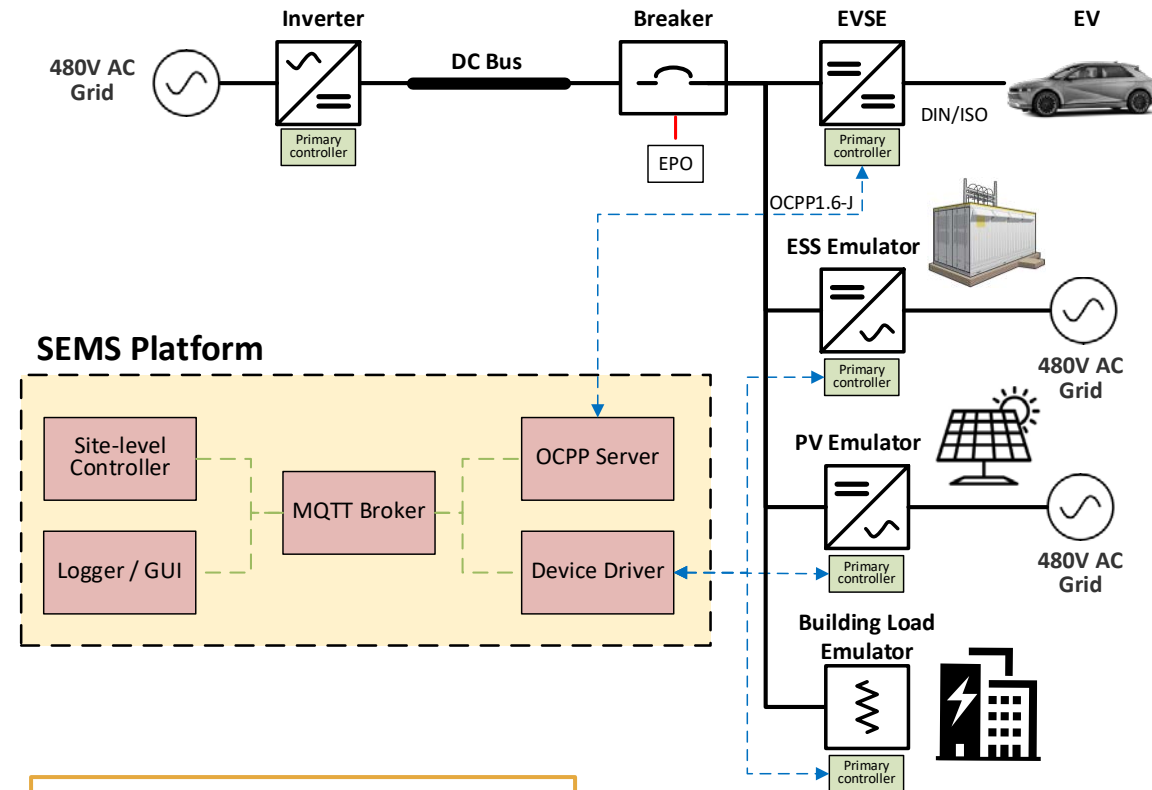 Inverter
Breaker
EVSE
EV
480V AC
Grid
DC Bus
DIN/ISO
Primary
controller
EPO
Primary
controller
OCPP1.6-J
ESS Emulator
Primary
controller
480V AC
Grid
SEMS Platform
Site-level
Controller
OCPP Server
MQTT Broker
Logger / GUI
Device Driver
PV Emulator
Primary
controller
480V AC
Grid
Building Load
Emulator
Primary
controller